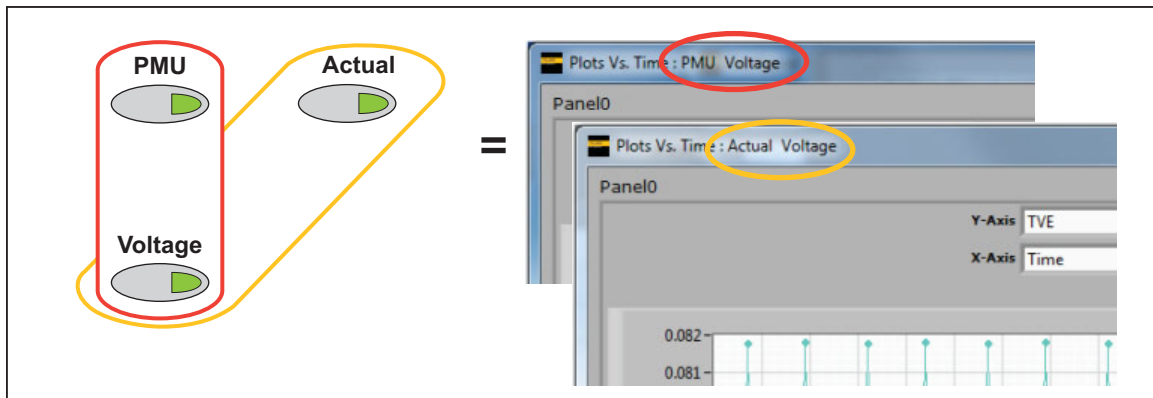 PMU
Actual
Voltage
=
Plots Vs. Time : PMU Voltage
Panel0
Plots Vs. Time : Actual Voltage
Panel0
Y-Axis TVE
X-Axis Time
0.082
0.081